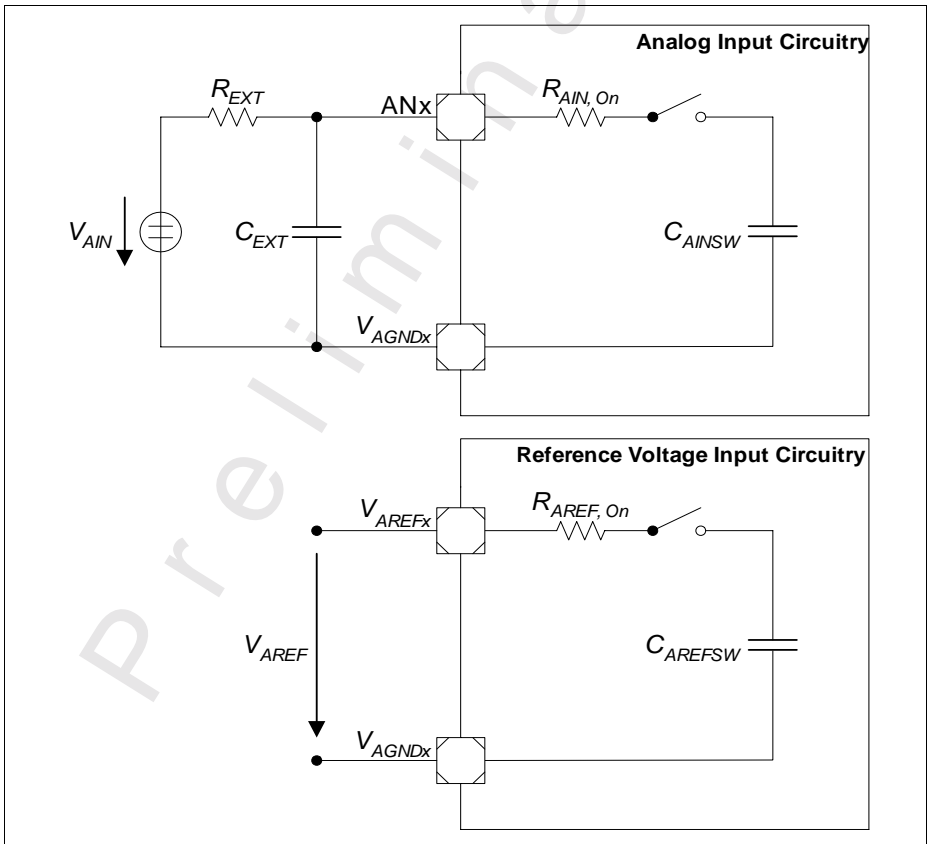 Analog Input Circuitry
R_EXT
ANx
R_AIN, On
V_AIN
C_EXT
C_AINSW
V_AGNDx
Reference Voltage Input Circuitry
V_AREFx
R_AREF, On
V_AREF
C_AREFSW
V_AGNDx
Prelimina